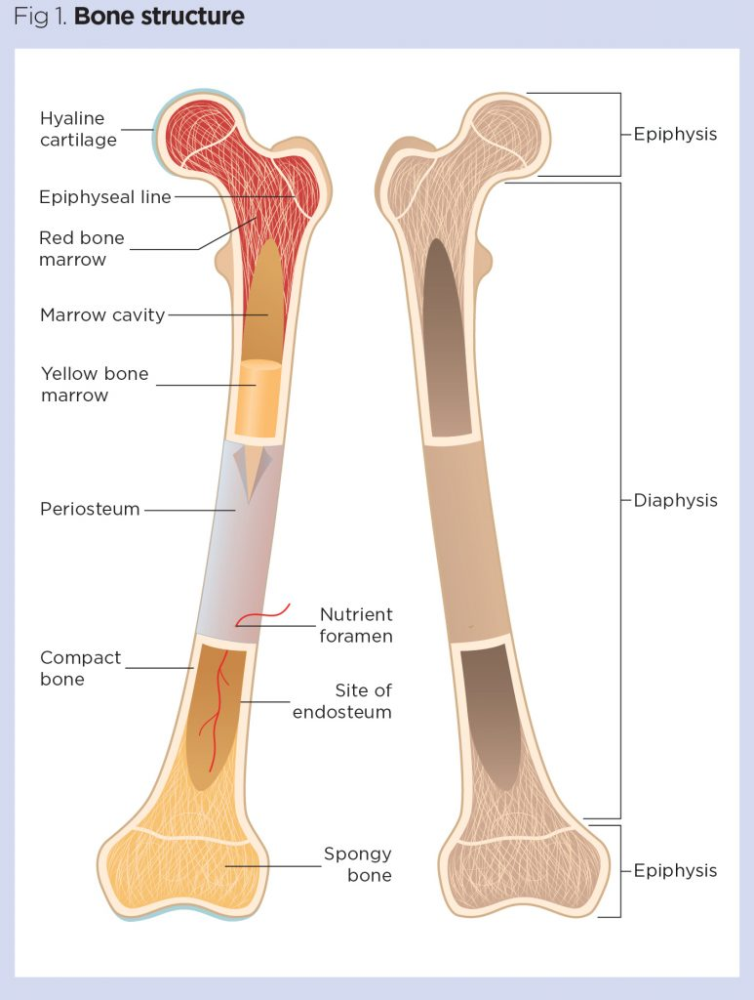 Fig 1. Bone structure
Hyaline
cartilage
Epiphyseal line
Red bone
marrow
Marrow cavity
Yellow bone
marrow
Periosteum
Compact
bone
Nutrient
foramen
Site of
endosteum
Spongy
bone
Epiphysis
Diaphysis
Epiphysis